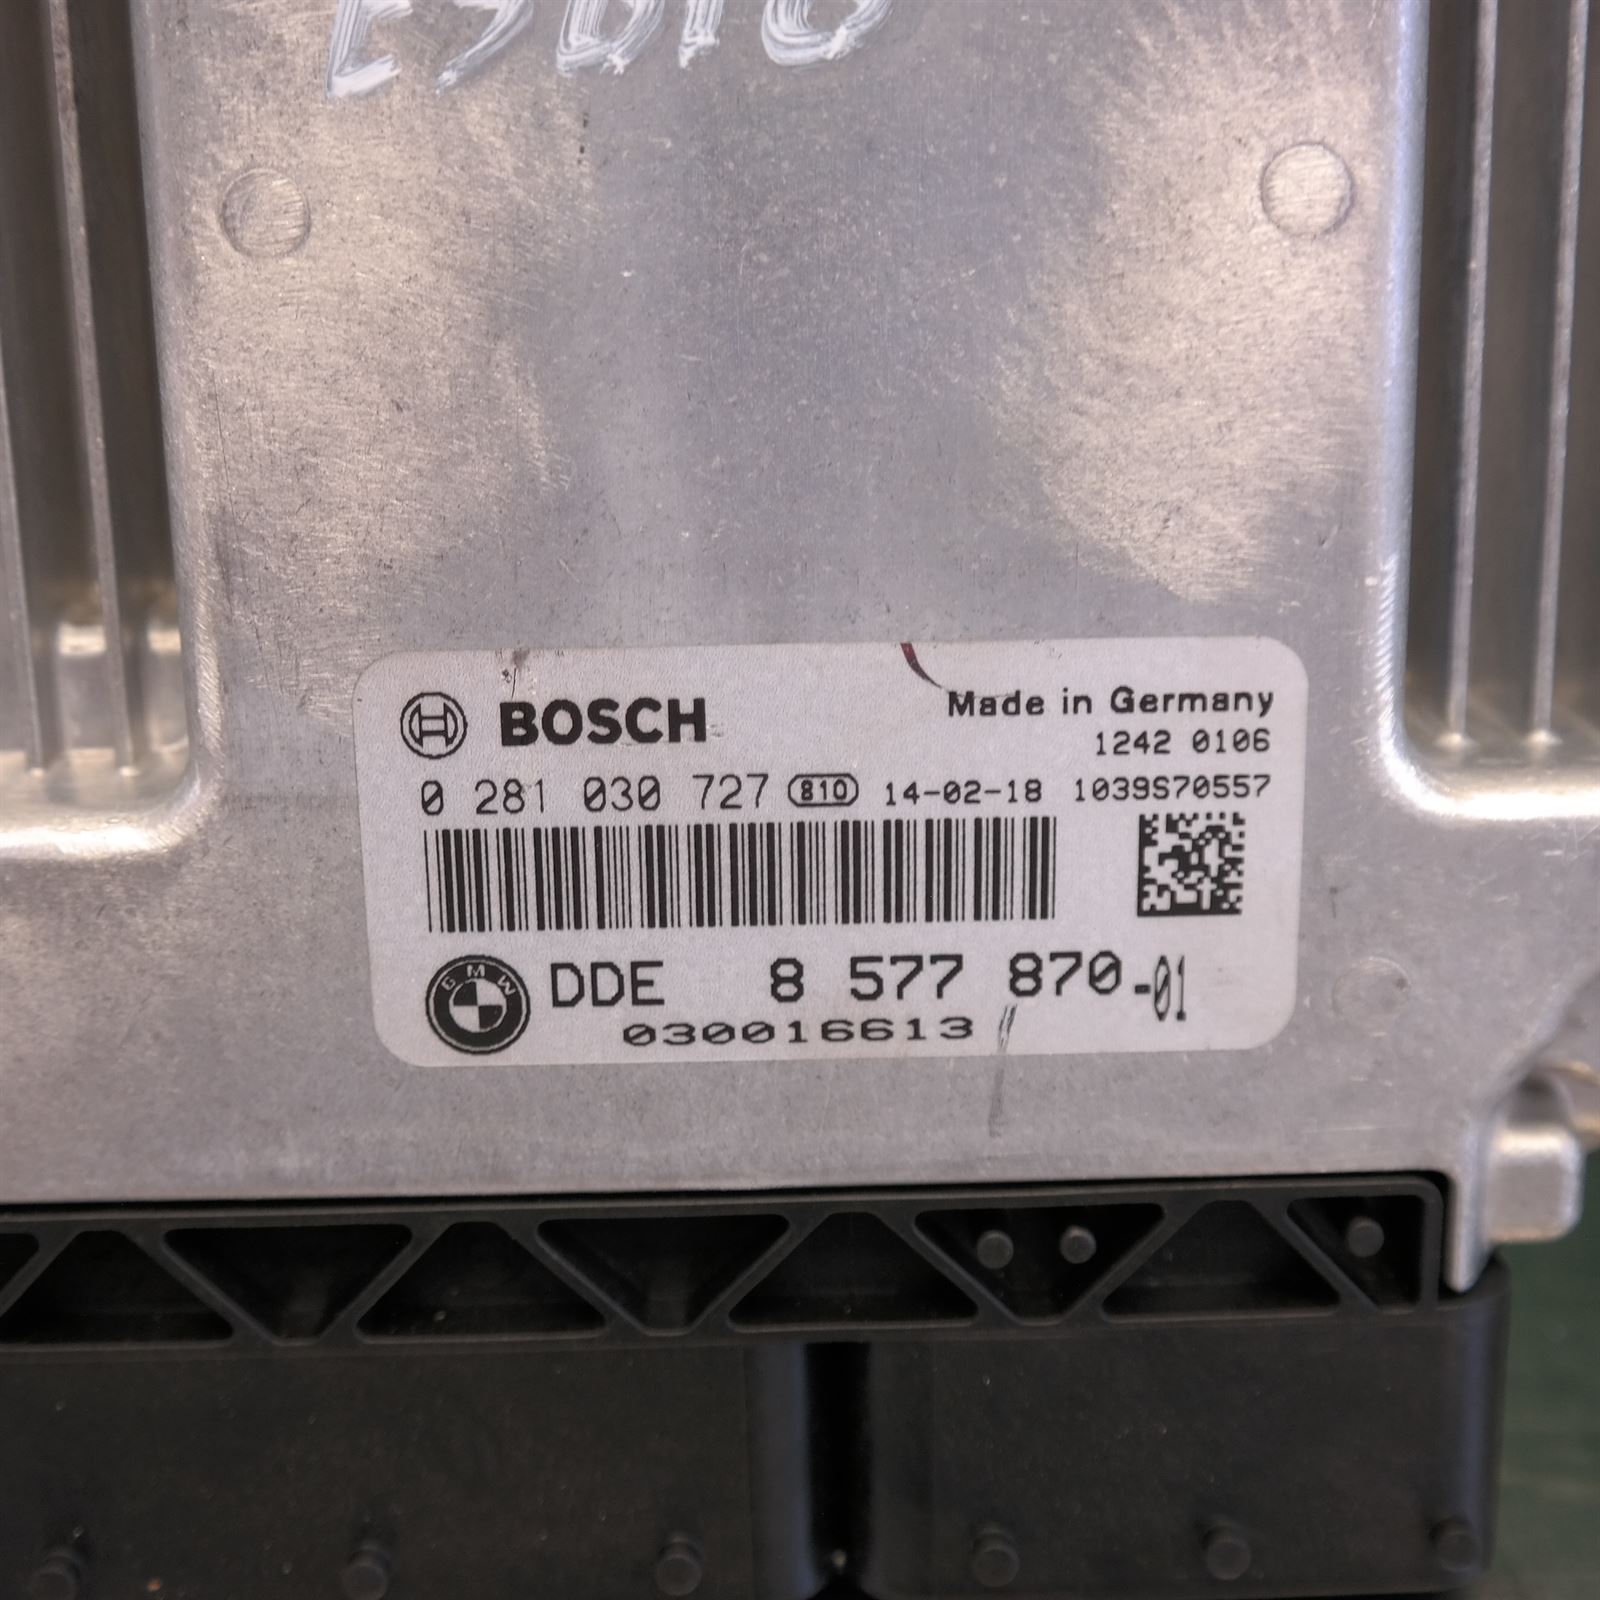 BOSCH
Made in Germany
1242 0106
0 281 030 727 810 14-02-18 1039S70557
BMW DDE 8 577 870-01
030016613